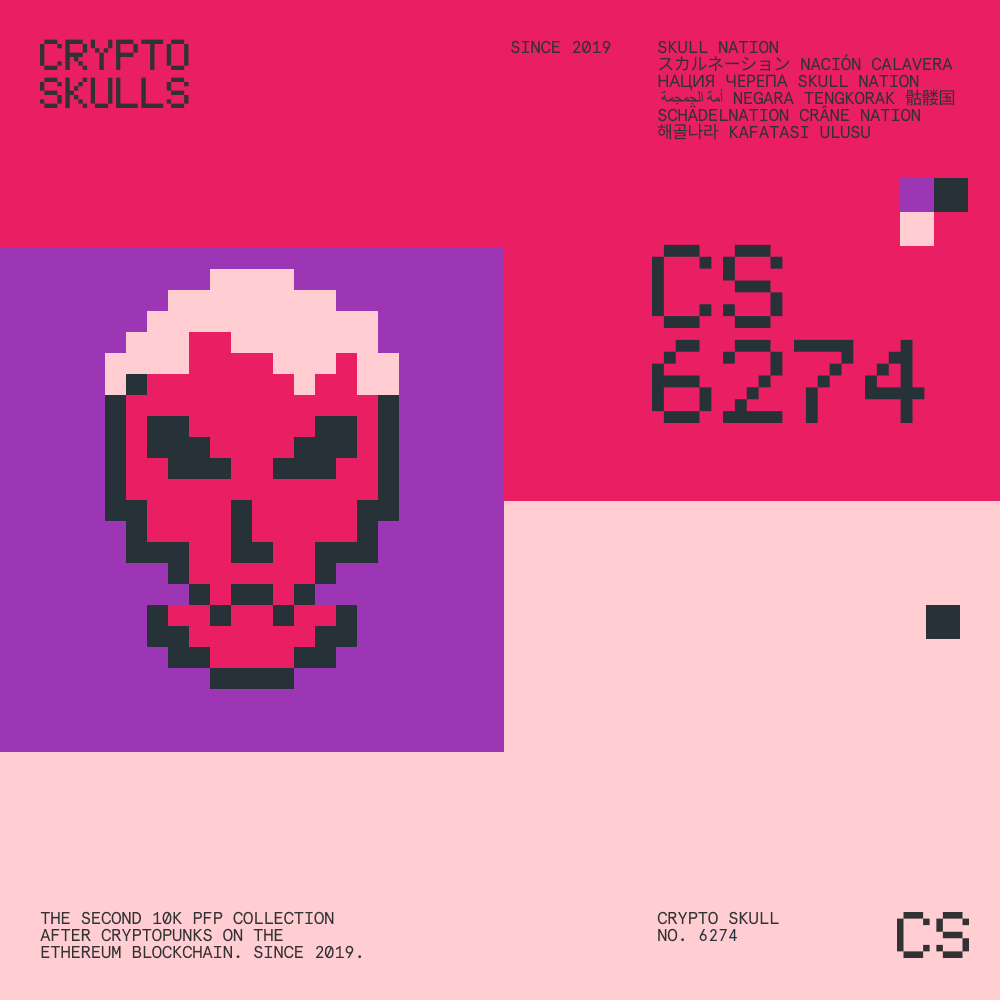 CRYPTO
SKULLS
SINCE 2019
SKULL NATION
スカルネーション NACIÓN CALAVERA
НАЦИЯ ЧЕРЕПА SKULL NATION
أمة الجمجمة NEGARA TENGKORAK 骷髅国
SCHÄDELNATION CRÂNE NATION
해골나라 KAFATASI ULUSU
CS
6274
THE SECOND 10K PFP COLLECTION
AFTER CRYPTOPUNKS ON THE
ETHEREUM BLOCKCHAIN. SINCE 2019.
CRYPTO SKULL
NO. 6274
CS